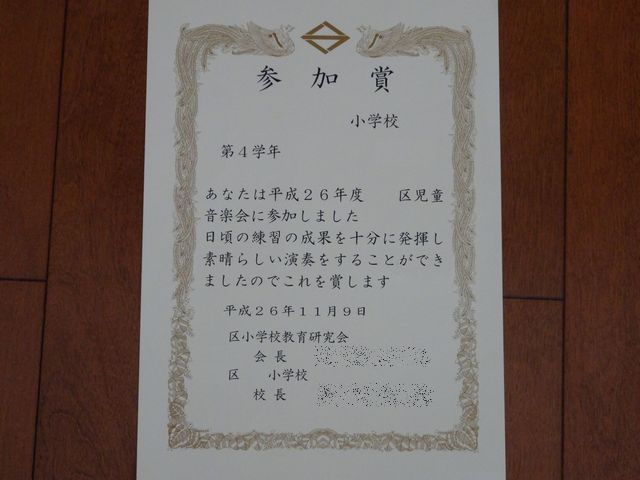 参加賞
小学校
第４学年
あなたは平成２６年度　　区児童
音楽会に参加しました
日頃の練習の成果を十分に発揮し
素晴らしい演奏をすることができ
ましたのでこれを賞します
平成２６年１１月９日
区小学校教育研究会
会長
区　　小学校
校長